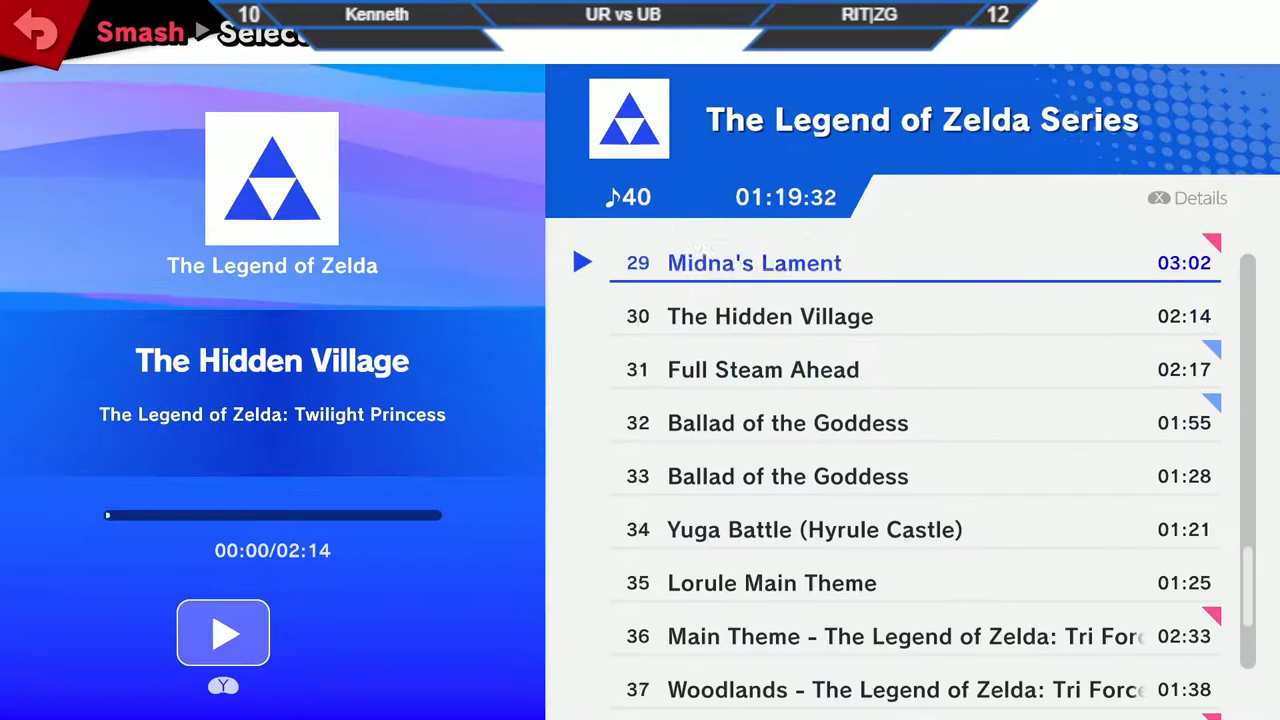 10 Kenneth UR vs UB RIT|ZG 12
Smash Select
The Legend of Zelda
The Hidden Village
The Legend of Zelda: Twilight Princess
00:00/02:14
Y
The Legend of Zelda Series
♪40 01:19:32
X Details
29 Midna's Lament 03:02
30 The Hidden Village 02:14
31 Full Steam Ahead 02:17
32 Ballad of the Goddess 01:55
33 Ballad of the Goddess 01:28
34 Yuga Battle (Hyrule Castle) 01:21
35 Lorule Main Theme 01:25
36 Main Theme - The Legend of Zelda: Tri Forc 02:33
37 Woodlands - The Legend of Zelda: Tri Force 01:38